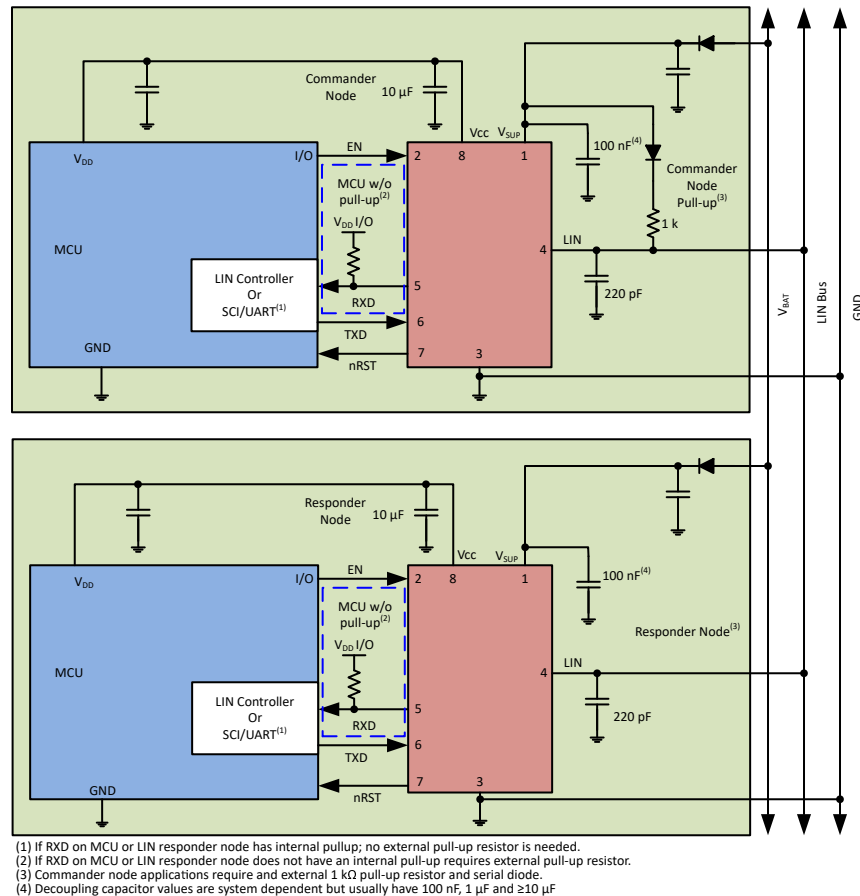 Commander
Node
10 µF
Vcc
VSUP
VDD
I/O
EN
2
8
1
100 nF(4)
Commander
Node
Pull-up(3)
MCU w/o
pull-up(2)
VDD I/O
1 k
MCU
4
LIN
LIN Controller
Or
SCI/UART(1)
5
RXD
220 pF
6
TXD
GND
7
nRST
3
VBAT
LIN Bus
GND
Responder
Node
10 µF
Vcc
VSUP
VDD
I/O
EN
2
8
1
100 nF(4)
MCU w/o
pull-up(2)
VDD I/O
Responder Node(3)
MCU
4
LIN
LIN Controller
Or
SCI/UART(1)
5
RXD
220 pF
6
TXD
GND
7
nRST
3
(1) If RXD on MCU or LIN responder node has internal pullup; no external pull-up resistor is needed.
(2) If RXD on MCU or LIN responder node does not have an internal pull-up requires external pull-up resistor.
(3) Commander node applications require and external 1 kΩ pull-up resistor and serial diode.
(4) Decoupling capacitor values are system dependent but usually have 100 nF, 1 µF and ≥10 µF